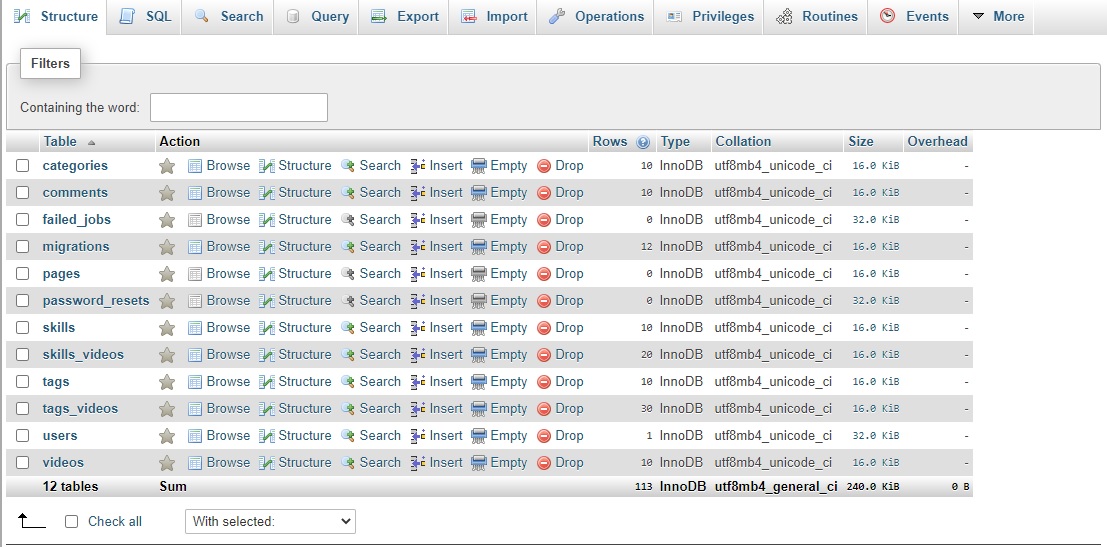 Structure SQL Search Query Export Import Operations Privileges Routines Events More
Filters
Containing the word:
Table Action Rows Type Collation Size Overhead
categories Browse Structure Search Insert Empty Drop 10 InnoDB utf8mb4_unicode_ci 16.0 KiB -
comments Browse Structure Search Insert Empty Drop 10 InnoDB utf8mb4_unicode_ci 16.0 KiB -
failed_jobs Browse Structure Search Insert Empty Drop 0 InnoDB utf8mb4_unicode_ci 32.0 KiB -
migrations Browse Structure Search Insert Empty Drop 12 InnoDB utf8mb4_unicode_ci 16.0 KiB -
pages Browse Structure Search Insert Empty Drop 0 InnoDB utf8mb4_unicode_ci 16.0 KiB -
password_resets Browse Structure Search Insert Empty Drop 0 InnoDB utf8mb4_unicode_ci 32.0 KiB -
skills Browse Structure Search Insert Empty Drop 10 InnoDB utf8mb4_unicode_ci 16.0 KiB -
skills_videos Browse Structure Search Insert Empty Drop 20 InnoDB utf8mb4_unicode_ci 16.0 KiB -
tags Browse Structure Search Insert Empty Drop 10 InnoDB utf8mb4_unicode_ci 16.0 KiB -
tags_videos Browse Structure Search Insert Empty Drop 30 InnoDB utf8mb4_unicode_ci 16.0 KiB -
users Browse Structure Search Insert Empty Drop 1 InnoDB utf8mb4_unicode_ci 32.0 KiB -
videos Browse Structure Search Insert Empty Drop 10 InnoDB utf8mb4_unicode_ci 16.0 KiB -
12 tables Sum 113 InnoDB utf8mb4_general_ci 240.0 KiB 0 B
Check all With selected: